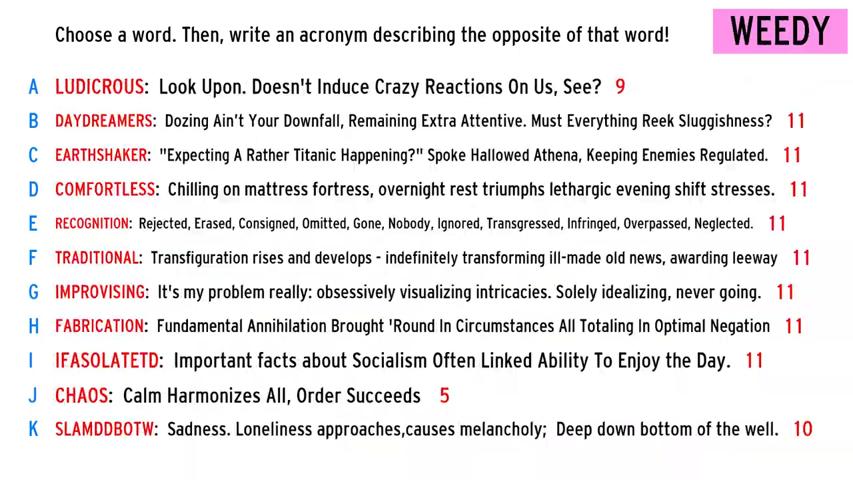 Choose a word. Then, write an acronym describing the opposite of that word!
WEEDY
A LUDICROUS: Look Upon. Doesn't Induce Crazy Reactions On Us, See? 9
B DAYDREAMERS: Dozing Ain't Your Downfall, Remaining Extra Attentive. Must Everything Reek Sluggishness? 11
C EARTHSHAKER: "Expecting A Rather Titanic Happening?" Spoke Hallowed Athena, Keeping Enemies Regulated. 11
D COMFORTLESS: Chilling on mattress fortress, overnight rest triumphs lethargic evening shift stresses. 11
E RECOGNITION: Rejected, Erased, Consigned, Omitted, Gone, Nobody, Ignored, Transgressed, Infringed, Overpassed, Neglected. 11
F TRADITIONAL: Transfiguration rises and develops - indefinitely transforming ill-made old news, awarding leeway 11
G IMPROVISING: It's my problem really: obsessively visualizing intricacies. Solely idealizing, never going. 11
H FABRICATION: Fundamental Annihilation Brought 'Round In Circumstances All Totaling In Optimal Negation 11
I IFASOLATETD: Important facts about Socialism Often Linked Ability To Enjoy the Day. 11
J CHAOS: Calm Harmonizes All, Order Succeeds 5
K SLAMDDBOTW: Sadness. Loneliness approaches,causes melancholy; Deep down bottom of the well. 10